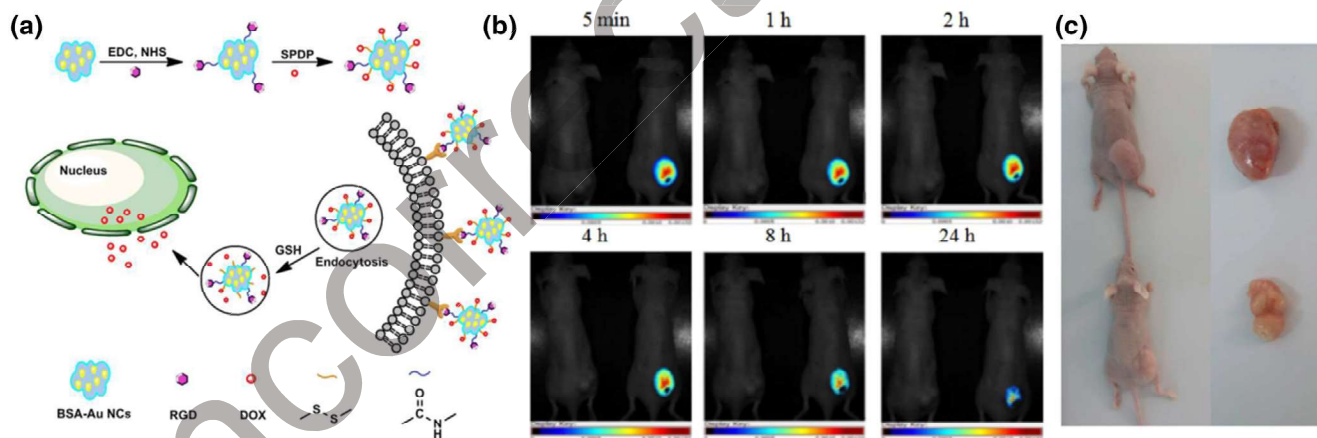 (a)
EDC, NHS
SPDP
Nucleus
GSH
Endocytosis
BSA-Au NCs
RGD
DOX
S
S
O
C
N
H
(b)
5 min
1 h
2 h
4 h
8 h
24 h
(c)